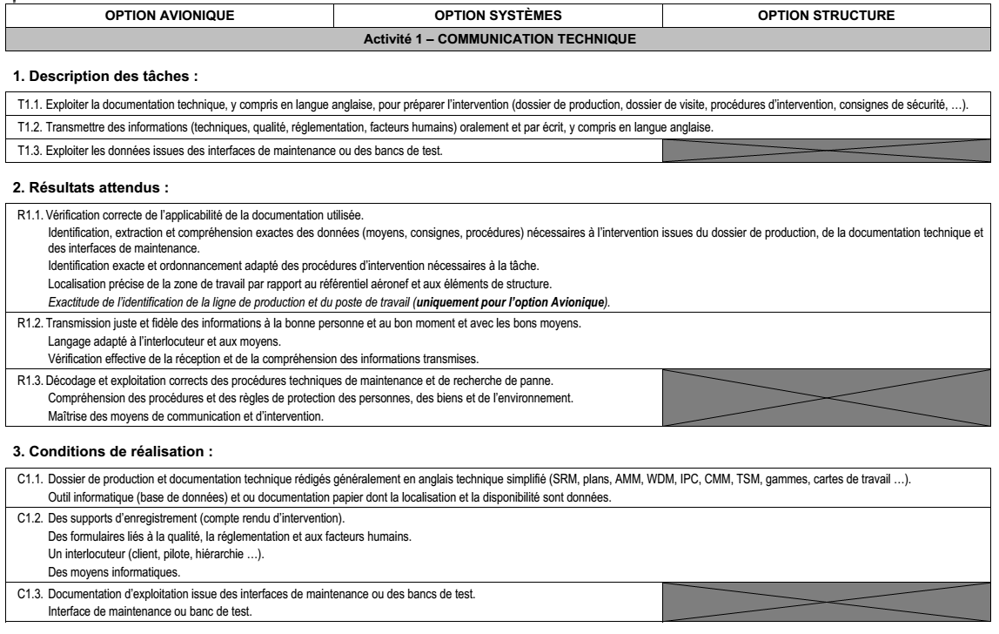 OPTION AVIONIQUE
OPTION SYSTÈMES
OPTION STRUCTURE
Activité 1 – COMMUNICATION TECHNIQUE
1. Description des tâches :
T1.1. Exploiter la documentation technique, y compris en langue anglaise, pour préparer l'intervention (dossier de production, dossier de visite, procédures d'intervention, consignes de sécurité, …).
T1.2. Transmettre des informations (techniques, qualité, réglementation, facteurs humains) oralement et par écrit, y compris en langue anglaise.
T1.3. Exploiter les données issues des interfaces de maintenance ou des bancs de test.
2. Résultats attendus :
R1.1. Vérification correcte de l'applicabilité de la documentation utilisée.
Identification, extraction et compréhension exactes des données (moyens, consignes, procédures) nécessaires à l'intervention issues du dossier de production, de la documentation technique et
des interfaces de maintenance.
Identification exacte et ordonnancement adapté des procédures d'intervention nécessaires à la tâche.
Localisation précise de la zone de travail par rapport au référentiel aéronef et aux éléments de structure.
Exactitude de l'identification de la ligne de production et du poste de travail (uniquement pour l'option Avionique).
R1.2. Transmission juste et fidèle des informations à la bonne personne et au bon moment et avec les bons moyens.
Langage adapté à l'interlocuteur et aux moyens.
Vérification effective de la réception et de la compréhension des informations transmises.
R1.3. Décodage et exploitation corrects des procédures techniques de maintenance et de recherche de panne.
Compréhension des procédures et des règles de protection des personnes, des biens et de l'environnement.
Maîtrise des moyens de communication et d'intervention.
3. Conditions de réalisation :
C1.1. Dossier de production et documentation technique rédigés généralement en anglais technique simplifié (SRM, plans, AMM, WDM, IPC, CMM, TSM, gammes, cartes de travail …).
Outil informatique (base de données) et ou documentation papier dont la localisation et la disponibilité sont données.
C1.2. Des supports d'enregistrement (compte rendu d'intervention).
Des formulaires liés à la qualité, la réglementation et aux facteurs humains.
Un interlocuteur (client, pilote, hiérarchie …).
Des moyens informatiques.
C1.3. Documentation d'exploitation issue des interfaces de maintenance ou des bancs de test.
Interface de maintenance ou banc de test.